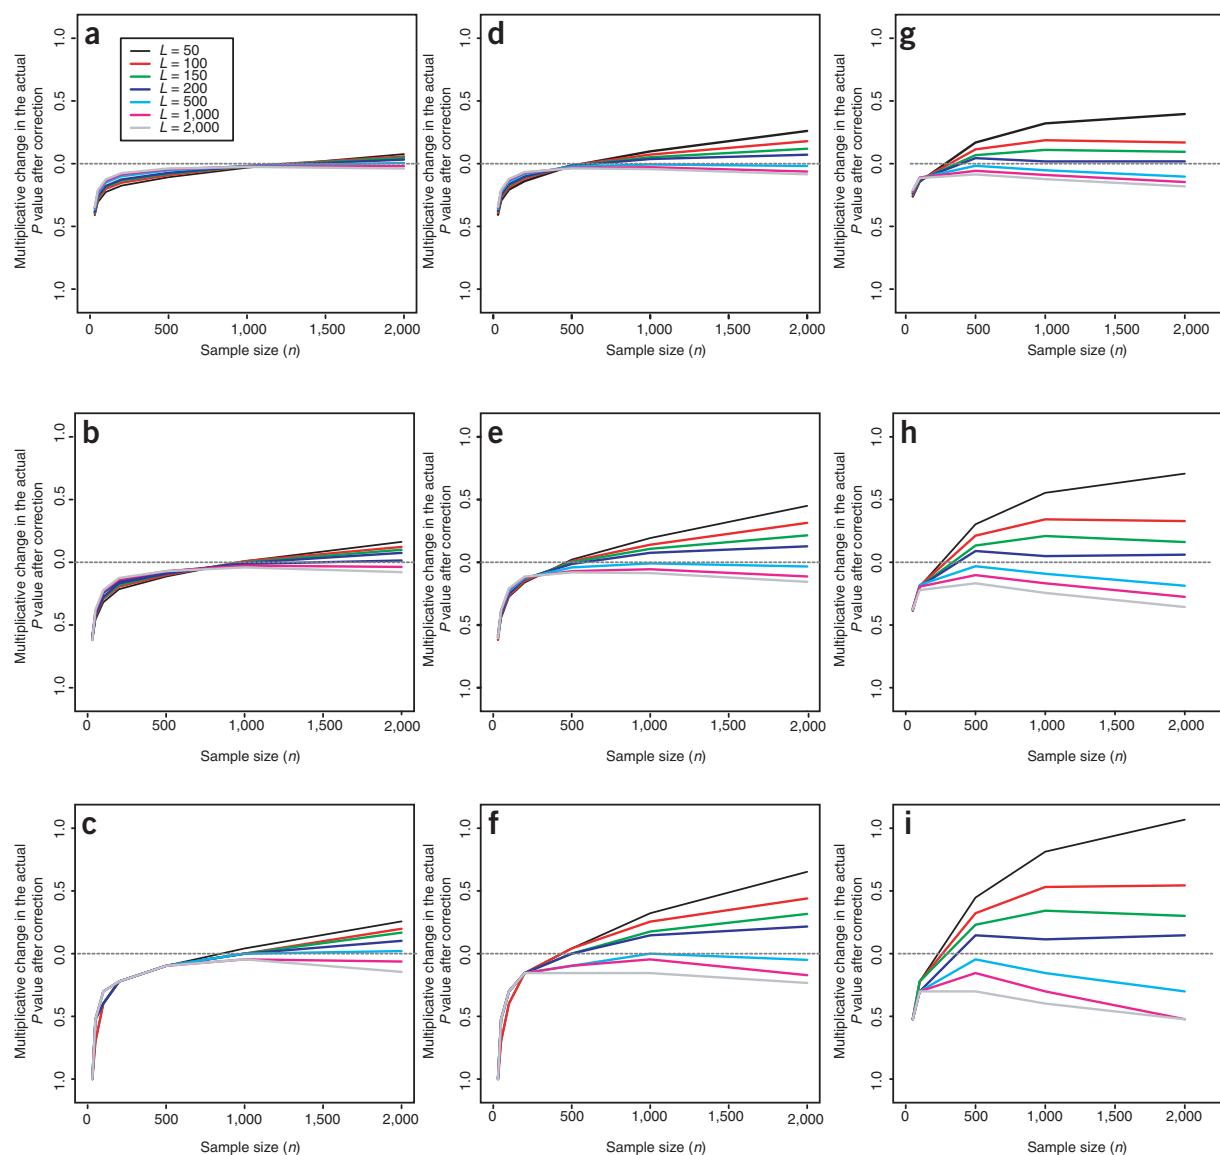 a
L = 50
L = 100
L = 150
L = 200
L = 500
L = 1,000
L = 2,000
Multiplicative change in the actual
P value after correction
1.0
0.5
0.0
0.5
1.0
0
500
1,000
1,500
2,000
Sample size (n)
d
Multiplicative change in the actual
P value after correction
1.0
0.5
0.0
0.5
1.0
0
500
1,000
1,500
2,000
Sample size (n)
g
Multiplicative change in the actual
P value after correction
1.0
0.5
0.0
0.5
1.0
0
500
1,000
1,500
2,000
Sample size (n)
b
Multiplicative change in the actual
P value after correction
1.0
0.5
0.0
0.5
1.0
0
500
1,000
1,500
2,000
Sample size (n)
e
Multiplicative change in the actual
P value after correction
1.0
0.5
0.0
0.5
1.0
0
500
1,000
1,500
2,000
Sample size (n)
h
Multiplicative change in the actual
P value after correction
1.0
0.5
0.0
0.5
1.0
0
500
1,000
1,500
2,000
Sample size (n)
c
Multiplicative change in the actual
P value after correction
1.0
0.5
0.0
0.5
1.0
0
500
1,000
1,500
2,000
Sample size (n)
f
Multiplicative change in the actual
P value after correction
1.0
0.5
0.0
0.5
1.0
0
500
1,000
1,500
2,000
Sample size (n)
i
Multiplicative change in the actual
P value after correction
1.0
0.5
0.0
0.5
1.0
0
500
1,000
1,500
2,000
Sample size (n)